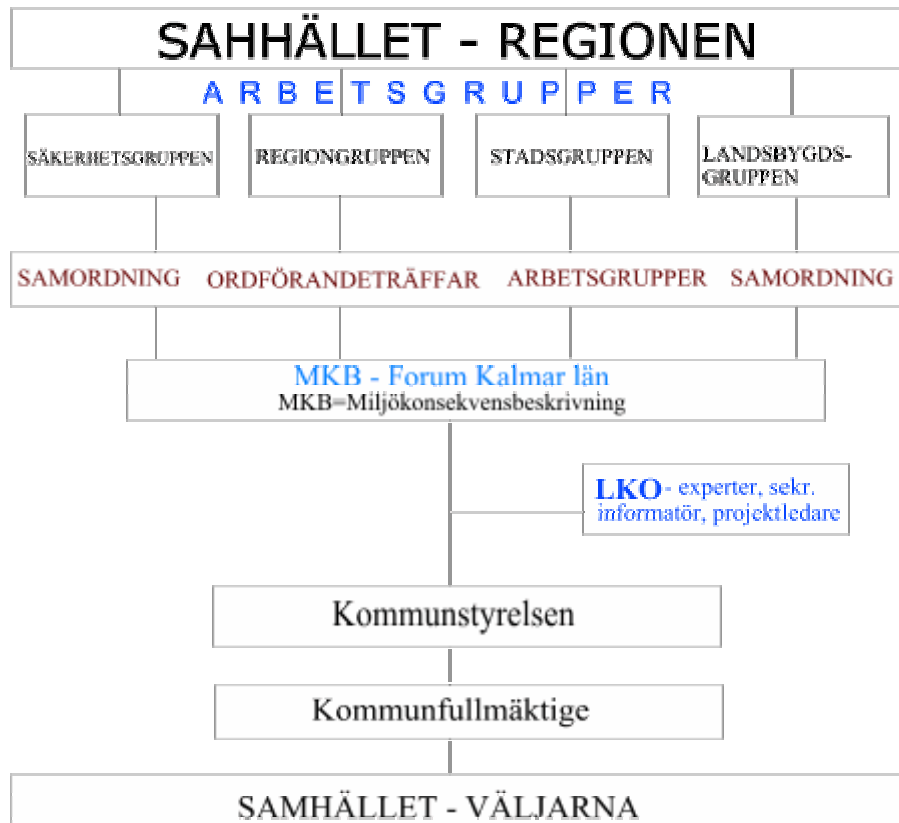 SAHHÄLLET - REGIONEN
ARBETSGRUPPER
SÄKERHETSGRUPPEN
REGIONGRUPPEN
STADSGRUPPEN
LANDSBYGDS-
GRUPPEN
SAMORDNING ORDFÖRANDETRÄFFAR ARBETSGRUPPER SAMORDNING
MKB - Forum Kalmar län
MKB=Miljökonsekvensbeskrivning
LKO - experter, sekr.
informatör, projektledare
Kommunstyrelsen
Kommunfullmäktige
SAMHÄLLET - VÄLJARNA